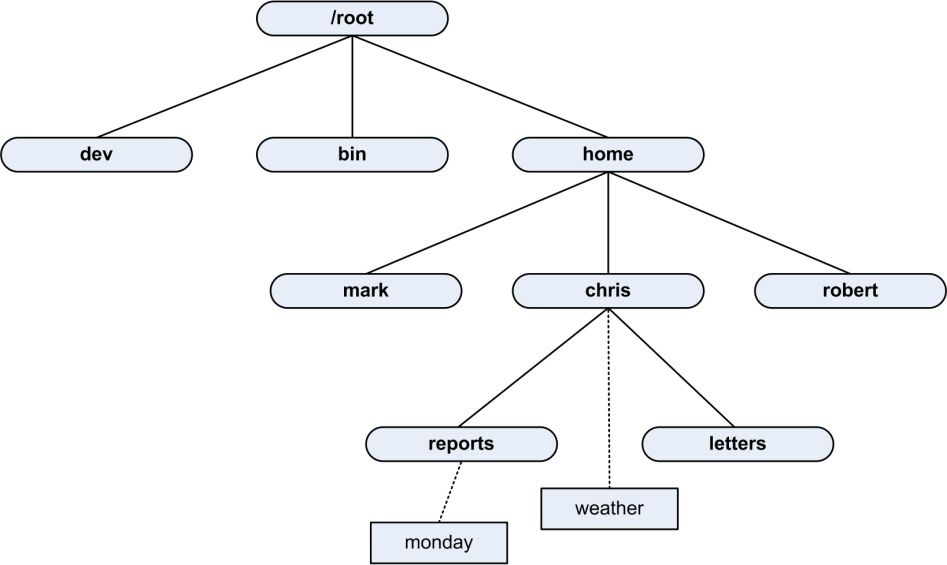 /root
dev
bin
home
mark
chris
robert
reports
letters
weather
monday